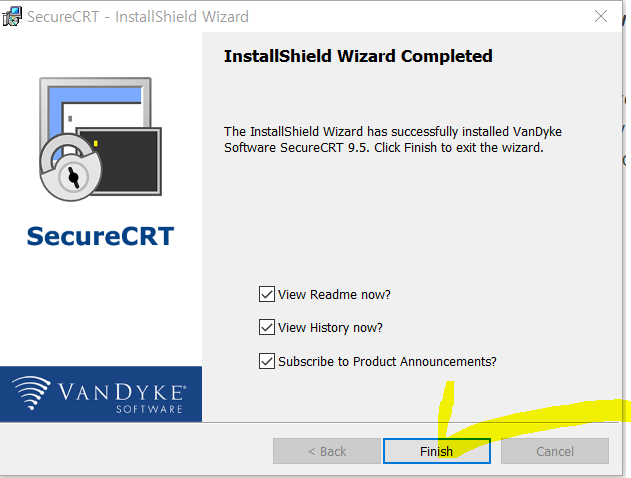 SecureCRT - InstallShield Wizard
InstallShield Wizard Completed
The InstallShield Wizard has successfully installed VanDyke
Software SecureCRT 9.5. Click Finish to exit the wizard.
SecureCRT
View Readme now?
View History now?
Subscribe to Product Announcements?
VANDYKE®
SOFTWARE
< Back
Finish
Cancel